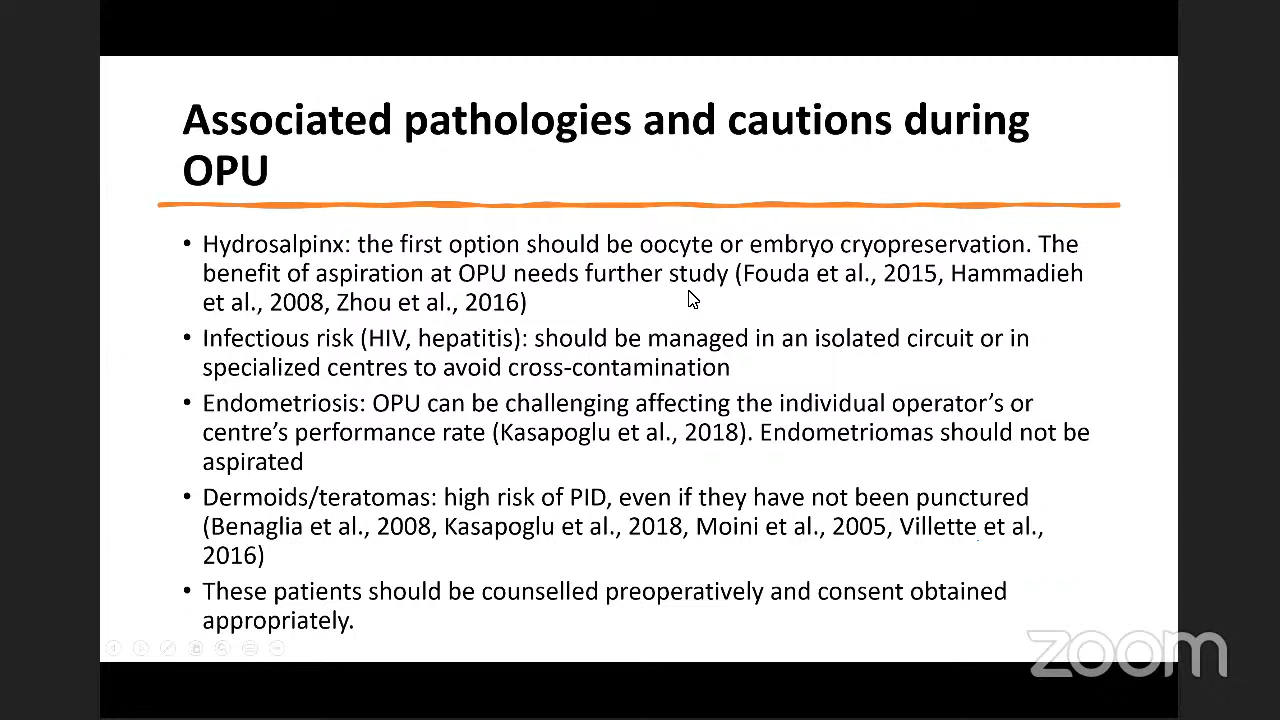 Associated pathologies and cautions during
OPU
• Hydrosalpinx: the first option should be oocyte or embryo cryopreservation. The
benefit of aspiration at OPU needs further study (Fouda et al., 2015, Hammadieh
et al., 2008, Zhou et al., 2016)
• Infectious risk (HIV, hepatitis): should be managed in an isolated circuit or in
specialized centres to avoid cross-contamination
• Endometriosis: OPU can be challenging affecting the individual operator’s or
centre’s performance rate (Kasapoglu et al., 2018). Endometriomas should not be
aspirated
• Dermoids/teratomas: high risk of PID, even if they have not been punctured
(Benaglia et al., 2008, Kasapoglu et al., 2018, Moini et al., 2005, Villette et al.,
2016)
• These patients should be counselled preoperatively and consent obtained
appropriately.
zoom